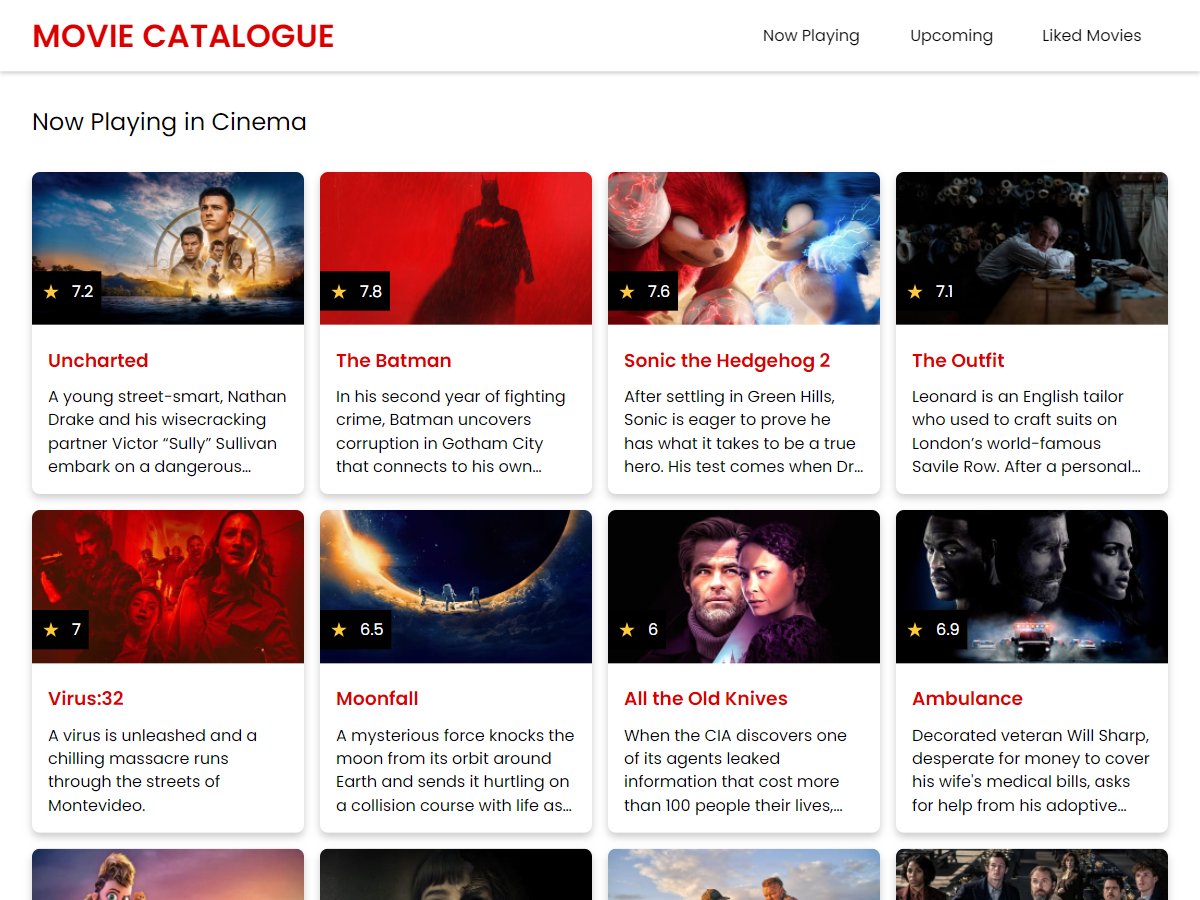 MOVIE CATALOGUE
Now Playing
Upcoming
Liked Movies
Now Playing in Cinema
7.2
Uncharted
A young street-smart, Nathan
Drake and his wisecracking
partner Victor “Sully” Sullivan
embark on a dangerous...
7.8
The Batman
In his second year of fighting
crime, Batman uncovers
corruption in Gotham City
that connects to his own...
7.6
Sonic the Hedgehog 2
After settling in Green Hills,
Sonic is eager to prove he
has what it takes to be a true
hero. His test comes when Dr...
7.1
The Outfit
Leonard is an English tailor
who used to craft suits on
London’s world-famous
Savile Row. After a personal...
7
Virus:32
A virus is unleashed and a
chilling massacre runs
through the streets of
Montevideo.
6.5
Moonfall
A mysterious force knocks the
moon from its orbit around
Earth and sends it hurtling on
a collision course with life as...
6
All the Old Knives
When the CIA discovers one
of its agents leaked
information that cost more
than 100 people their lives,...
6.9
Ambulance
Decorated veteran Will Sharp,
desperate for money to cover
his wife's medical bills, asks
for help from his adoptive...